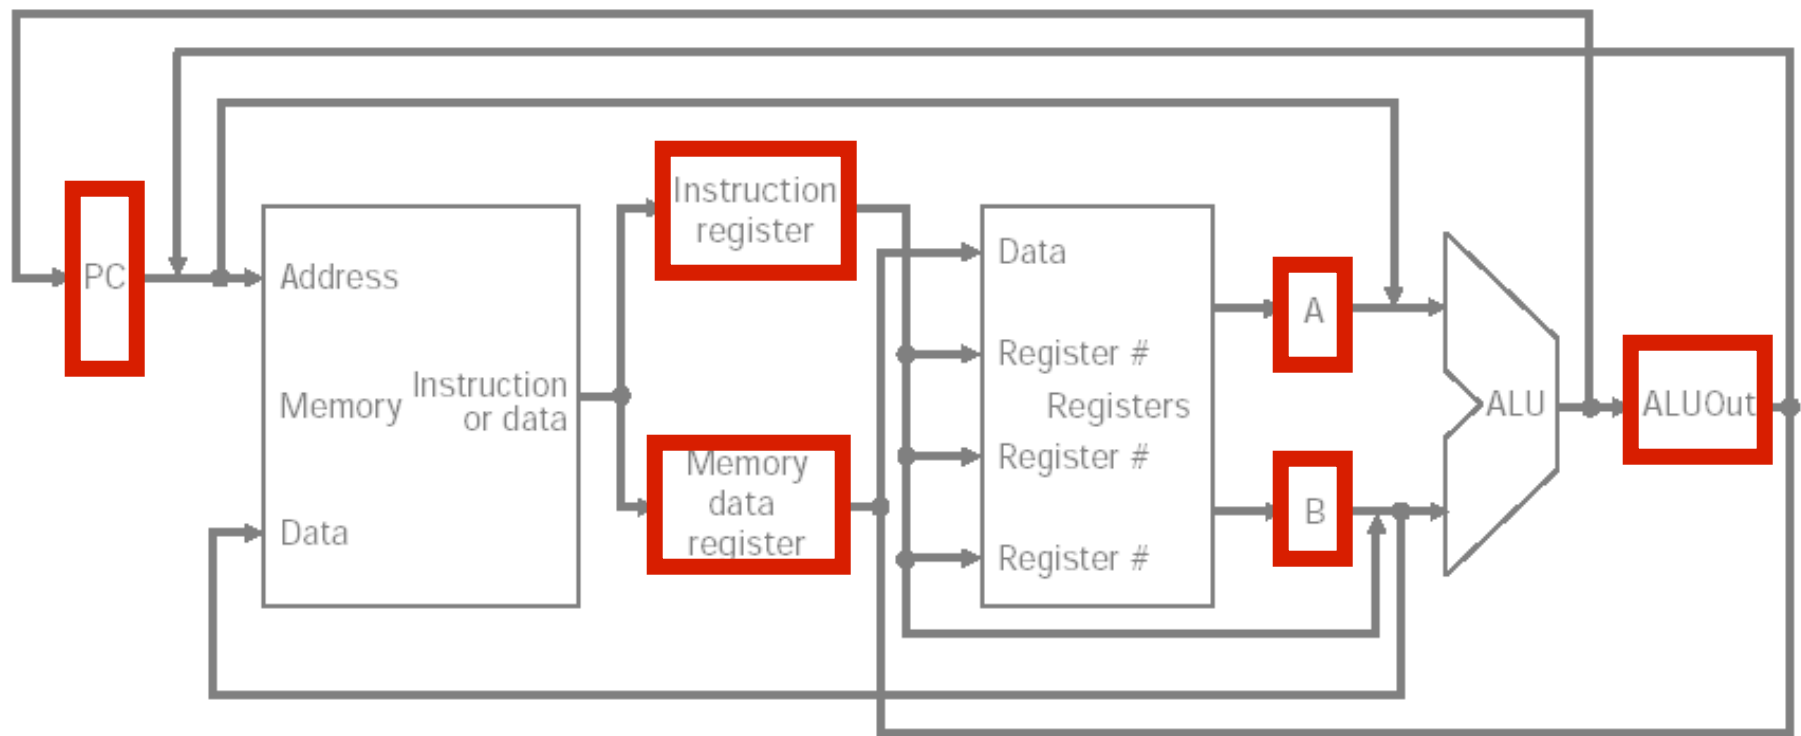 PC
Address
Memory
Instruction
or data
Data
Instruction
register
Memory
data
register
Data
Register #
Registers
Register #
Register #
A
B
ALU
ALUOut